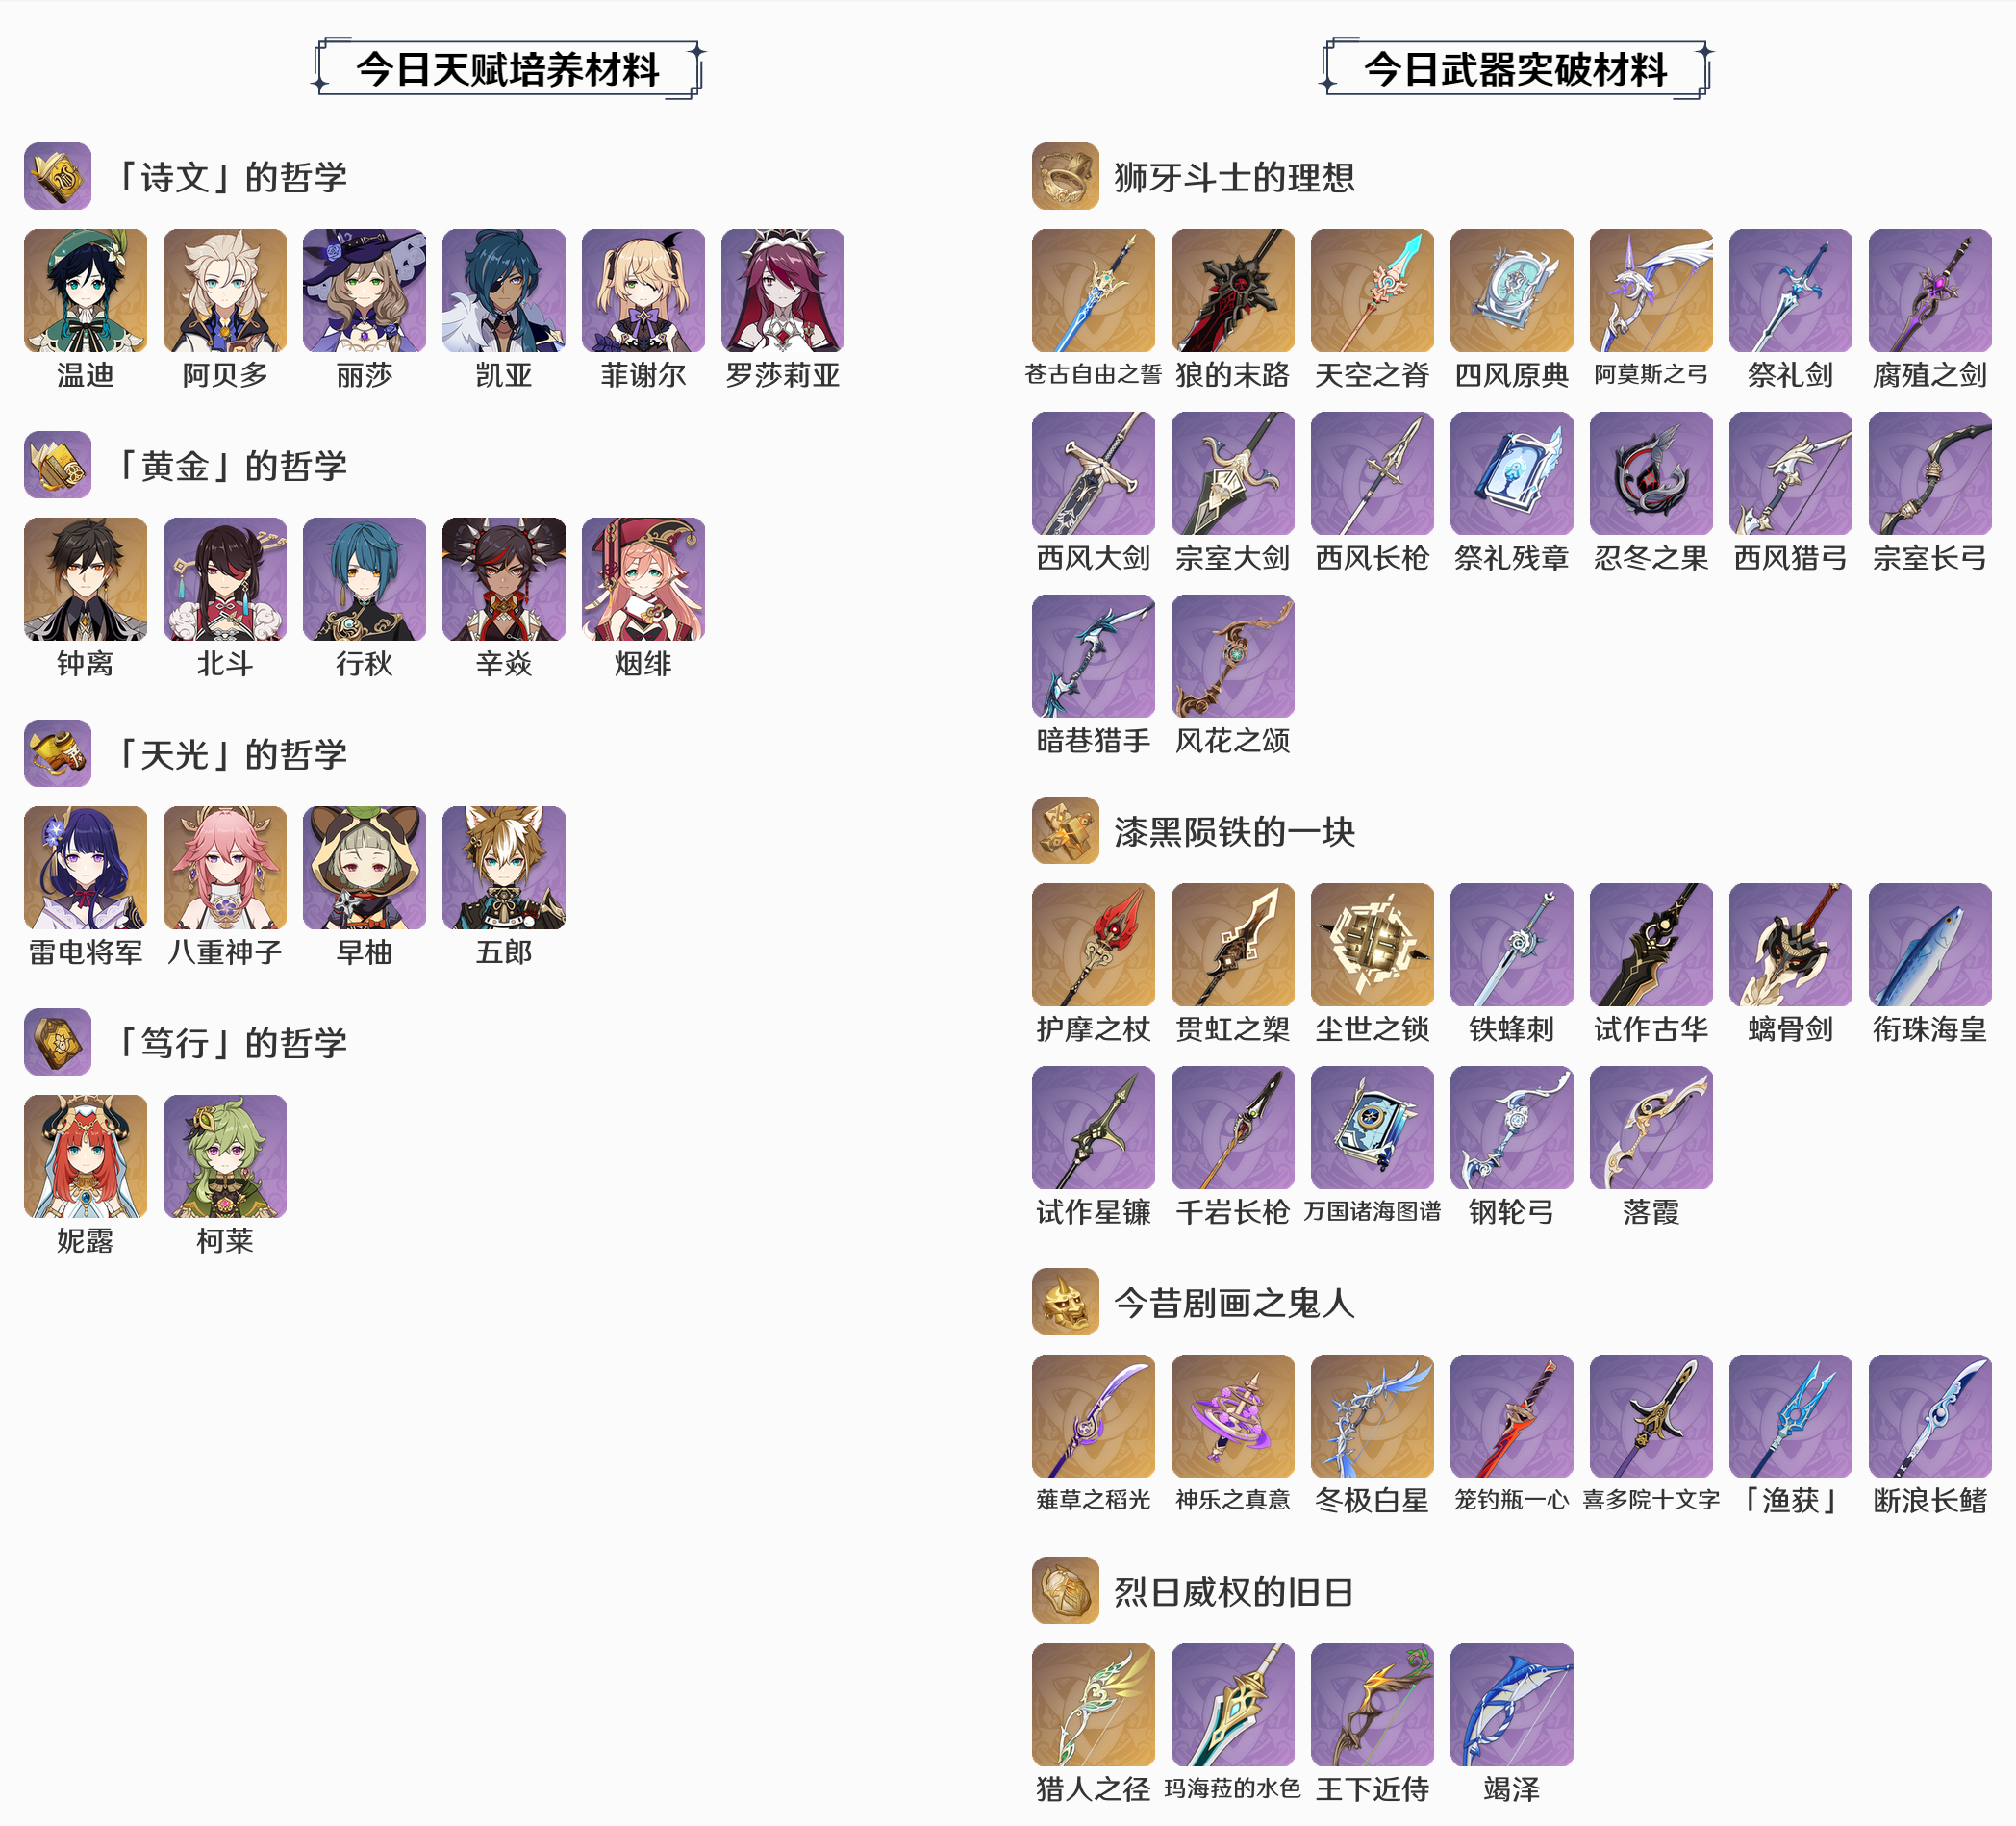 今日天赋培养材料
「诗文」的哲学
温迪 阿贝多 丽莎 凯亚 菲谢尔 罗莎莉亚
「黄金」的哲学
钟离 北斗 行秋 辛焱 烟绯
「天光」的哲学
雷电将军 八重神子 早柚 五郎
「笃行」的哲学
妮露 柯莱
今日武器突破材料
狮牙斗士的理想
苍古自由之誓 狼的末路 天空之脊 四风原典 阿莫斯之弓 祭礼剑 腐殖之剑
西风大剑 宗室大剑 西风长枪 祭礼残章 忍冬之果 西风猎弓 宗室长弓
暗巷猎手 风花之颂
漆黑陨铁的一块
护摩之杖 贯虹之槊 尘世之锁 铁蜂刺 试作古华 螭骨剑 衔珠海皇
试作星镰 千岩长枪 万国诸海图谱 钢轮弓 落霞
今昔剧画之鬼人
薙草之稻光 神乐之真意 冬极白星 笼钓瓶一心 喜多院十文字 「渔获」 断浪长鳍
烈日威权的旧日
猎人之径 玛海菈的水色 王下近侍 竭泽